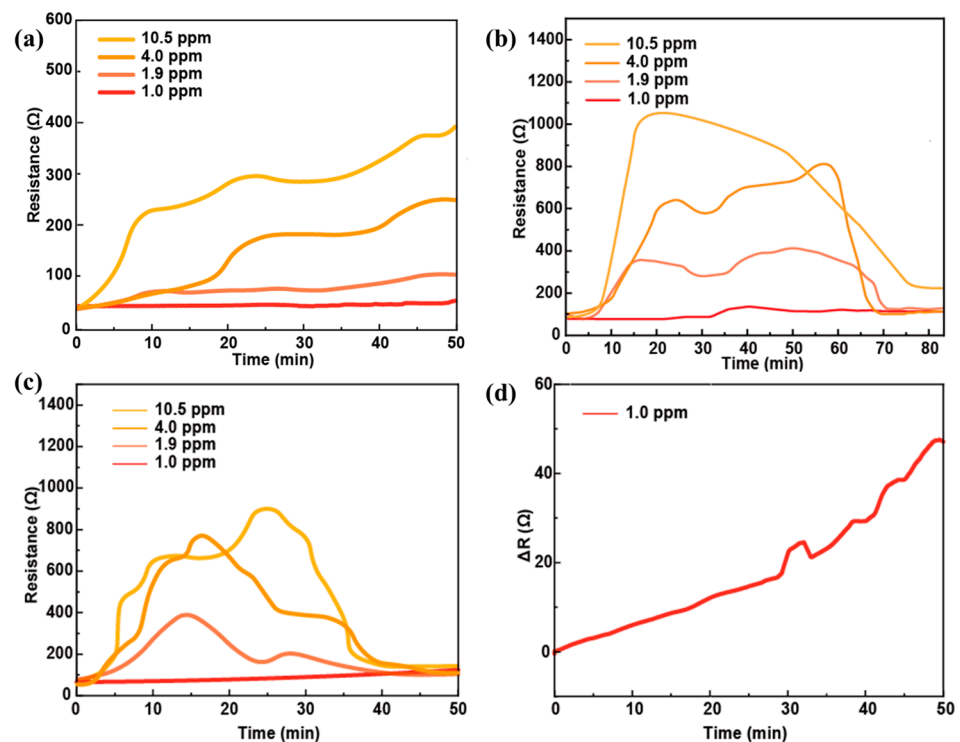 (a)
600
500
400
300
200
100
0
Resistance (Ω)
10.5 ppm
4.0 ppm
1.9 ppm
1.0 ppm
0 10 20 30 40 50
Time (min)
(b)
1400
1200
1000
800
600
400
200
0
Resistance (Ω)
10.5 ppm
4.0 ppm
1.9 ppm
1.0 ppm
0 10 20 30 40 50 60 70 80
Time (min)
(c)
1400
1200
1000
800
600
400
200
0
Resistance (Ω)
10.5 ppm
4.0 ppm
1.9 ppm
1.0 ppm
0 10 20 30 40 50
Time (min)
(d)
60
40
20
0
ΔR (Ω)
1.0 ppm
0 10 20 30 40 50
Time (min)